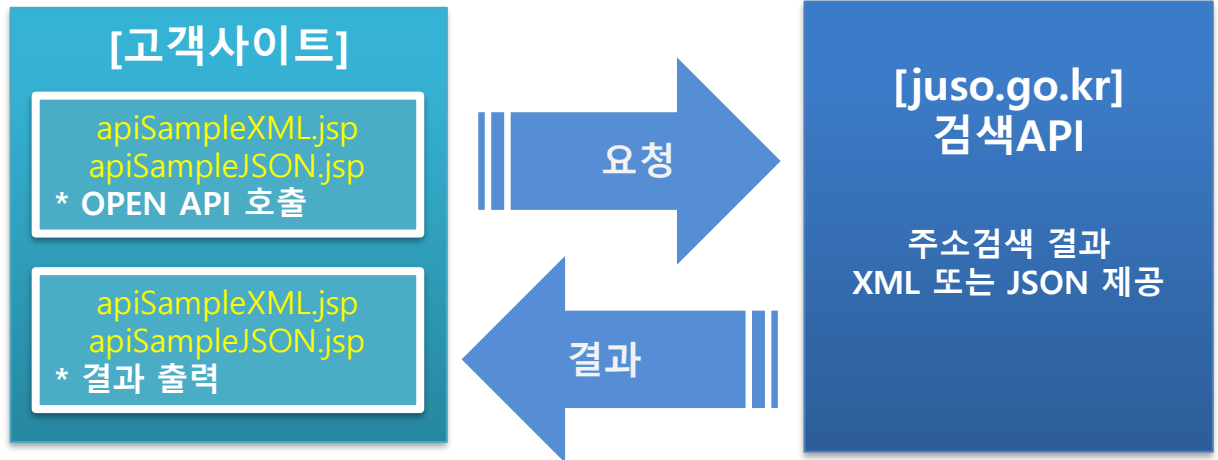 [고객사이트]
apiSampleXML.jsp
apiSampleJSON.jsp
* OPEN API 호출
apiSampleXML.jsp
apiSampleJSON.jsp
* 결과 출력
요청
결과
[juso.go.kr]
검색API
주소검색 결과
XML 또는 JSON 제공